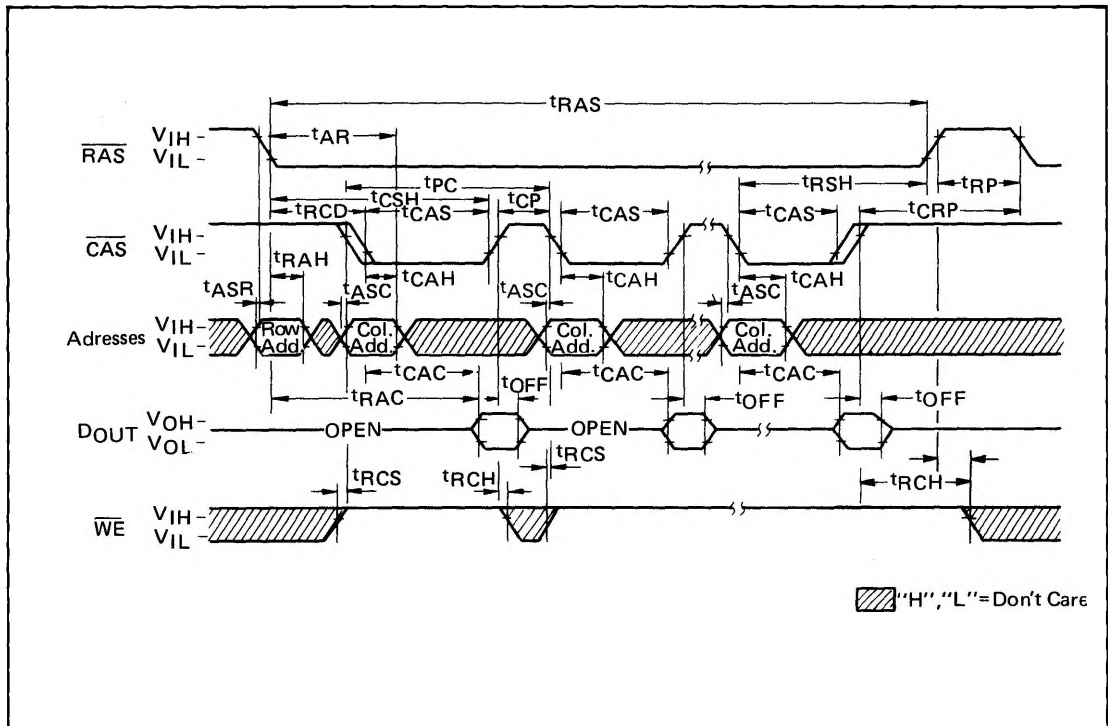 tRAS
VIH
tAR
RAS
VIL
tPC
tRSH
tRP
tCSH
tRCD
tCAS
tCP
tCAS
tCAS
tCRP
VIH
CAS
VIL
tRAH
tCAH
tCAH
tCAH
tASR
tASC
tASC
tASC
Adresses
VIH
VIL
Row Add.
Col. Add.
Col. Add.
Col. Add.
tCAC
tCAC
tCAC
tRAC
tOFF
tOFF
tOFF
DOUT
VOH
VOL
OPEN
OPEN
tRCS
tRCS
tRCH
tRCH
WE
VIH
VIL
"H","L"=Don't Care